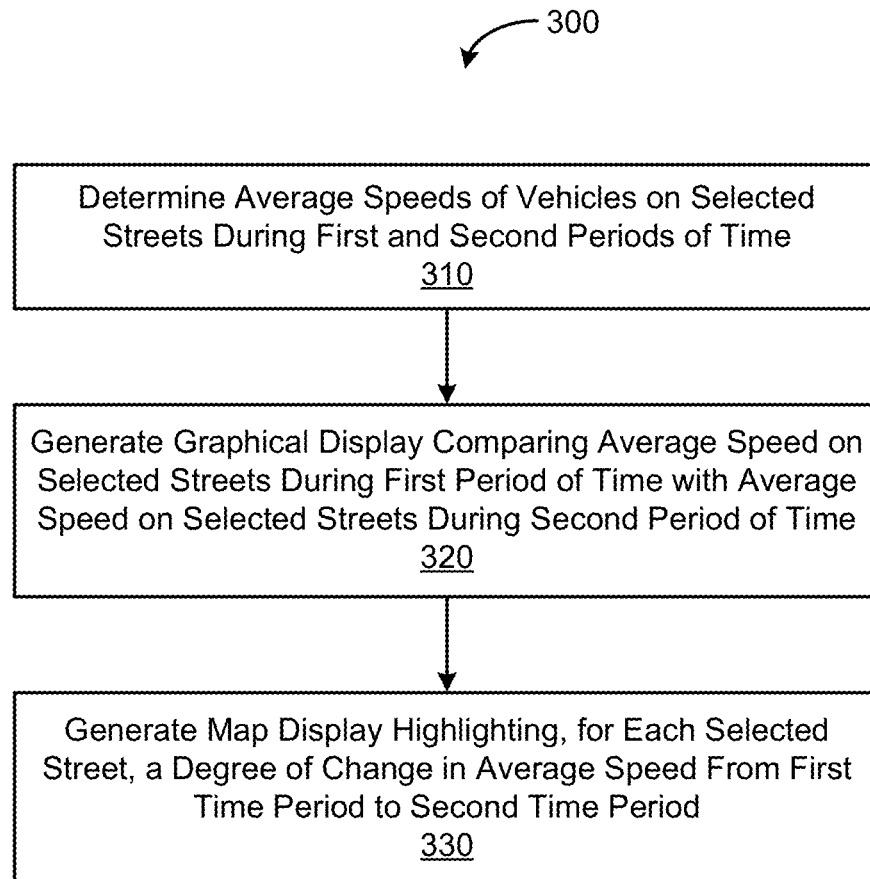 300
Determine Average Speeds of Vehicles on Selected
Streets During First and Second Periods of Time
310
Generate Graphical Display Comparing Average Speed on
Selected Streets During First Period of Time with Average
Speed on Selected Streets During Second Period of Time
320
Generate Map Display Highlighting, for Each Selected
Street, a Degree of Change in Average Speed From First
Time Period to Second Time Period
330